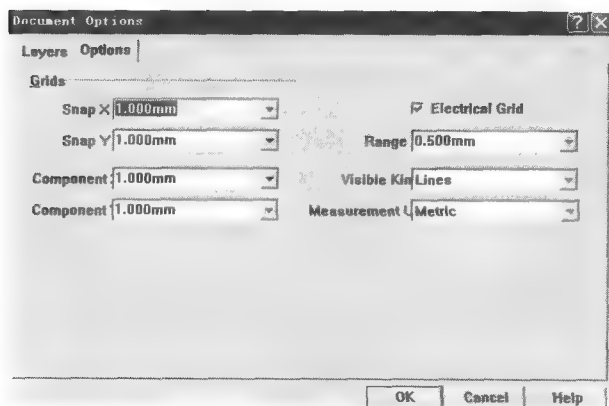 Document Options
Layers Options
Grids
Snap X 1.000mm Electrical Grid
Snap Y 1.000mm Range 0.500mm
Component 1.000mm Visible Kin Lines
Component 1.000mm Measurement U Metric
OK Cancel Help